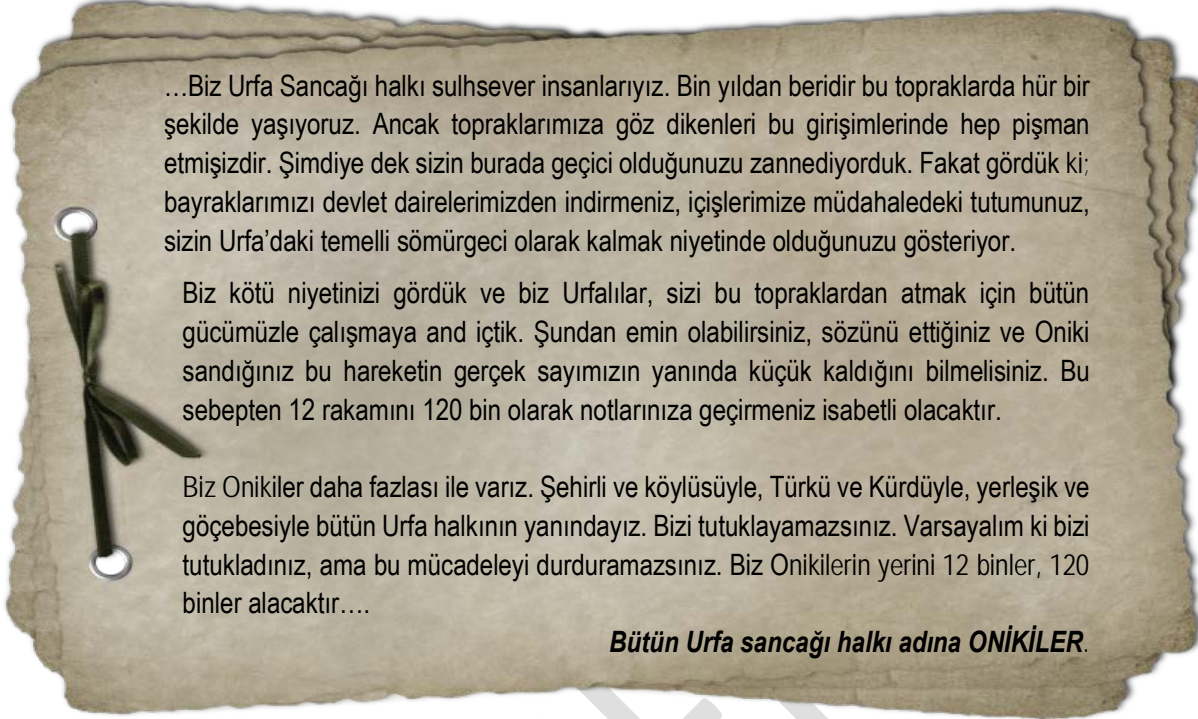 …Biz Urfa Sancağı halkı sulhsever insanlarıyız. Bin yıldan beridir bu topraklarda hür bir
şekilde yaşıyoruz. Ancak topraklarımıza göz dikenleri bu girişimlerinde hep pişman
etmişizdir. Şimdiye dek sizin burada geçici olduğunuzu zannediyorduk. Fakat gördük ki;
bayraklarımızı devlet dairelerimizden indirmeniz, içişlerimize müdahaledeki tutumunuz,
sizin Urfa’daki temelli sömürgeci olarak kalmak niyetinde olduğunuzu gösteriyor.
Biz kötü niyetinizi gördük ve biz Urfalılar, sizi bu topraklardan atmak için bütün
gücümüzle çalışmaya and içtik. Şundan emin olabilirsiniz, sözünü ettiğiniz ve Oniki
sandığınız bu hareketin gerçek sayımızın yanında küçük kaldığını bilmelisiniz. Bu
sebepten 12 rakamını 120 bin olarak notlarınıza geçirmeniz isabetli olacaktır.
Biz Onikiler daha fazlası ile varız. Şehirli ve köylüsüyle, Türkü ve Kürdüyle, yerleşik ve
göçebesiyle bütün Urfa halkının yanındayız. Bizi tutuklayamazsınız. Varsayalım ki bizi
tutukladınız, ama bu mücadeleyi durduramazsınız. Biz Onikilerin yerini 12 binler, 120
binler alacaktır….
Bütün Urfa sancağı halkı adına ONİKİLER.